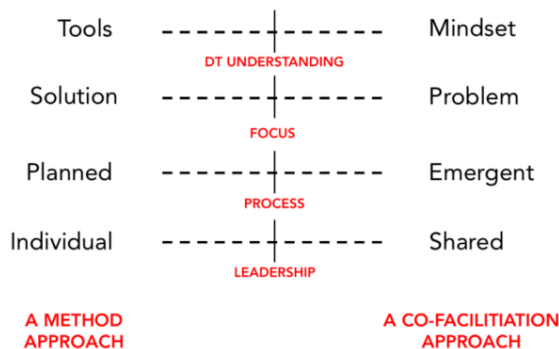 Tools Mindset
DT UNDERSTANDING
Solution Problem
FOCUS
Planned Emergent
PROCESS
Individual Shared
LEADERSHIP
A METHOD A CO-FACILITIATION
APPROACH APPROACH